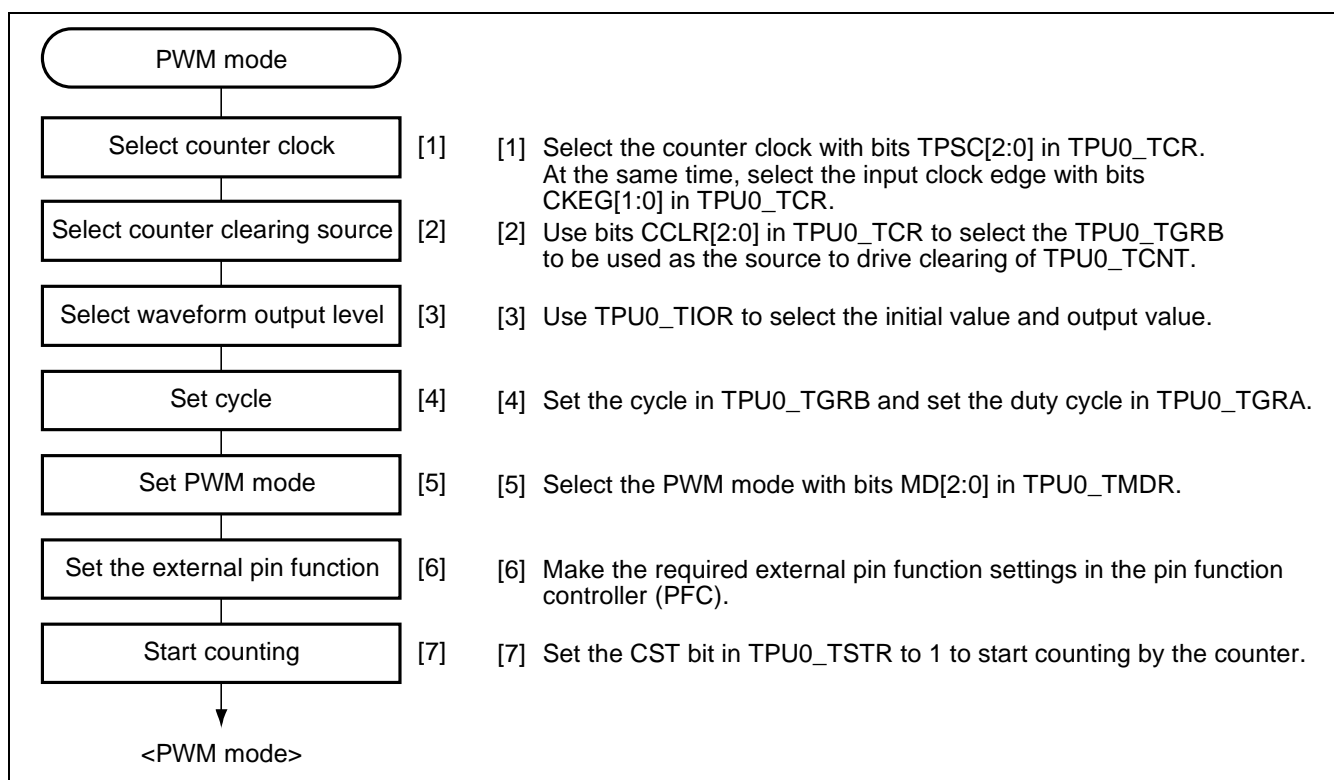 PWM mode
Select counter clock [1] [1] Select the counter clock with bits TPSC[2:0] in TPU0_TCR.
At the same time, select the input clock edge with bits
CKEG[1:0] in TPU0_TCR.
Select counter clearing source [2] [2] Use bits CCLR[2:0] in TPU0_TCR to select the TPU0_TGRB
to be used as the source to drive clearing of TPU0_TCNT.
Select waveform output level [3] [3] Use TPU0_TIOR to select the initial value and output value.
Set cycle [4] [4] Set the cycle in TPU0_TGRB and set the duty cycle in TPU0_TGRA.
Set PWM mode [5] [5] Select the PWM mode with bits MD[2:0] in TPU0_TMDR.
Set the external pin function [6] [6] Make the required external pin function settings in the pin function
controller (PFC).
Start counting [7] [7] Set the CST bit in TPU0_TSTR to 1 to start counting by the counter.
<PWM mode>